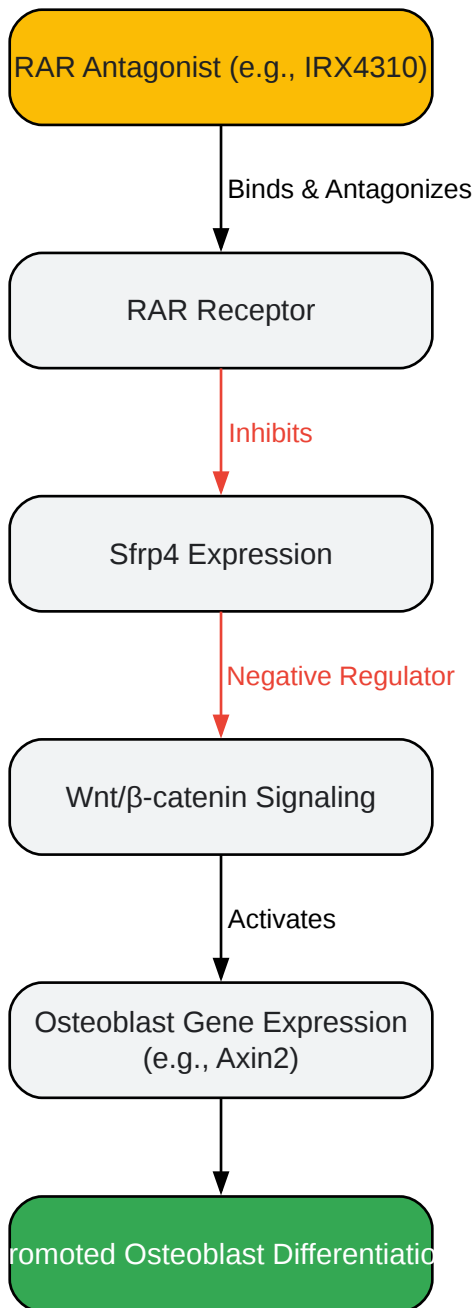 RAR Antagonist (e.g., IRX4310)
Binds & Antagonizes
RAR Receptor
Inhibits
Sfrp4 Expression
Negative Regulator
Wnt/β-catenin Signaling
Activates
Osteoblast Gene Expression
(e.g., Axin2)
romoted Osteoblast Differentiatio